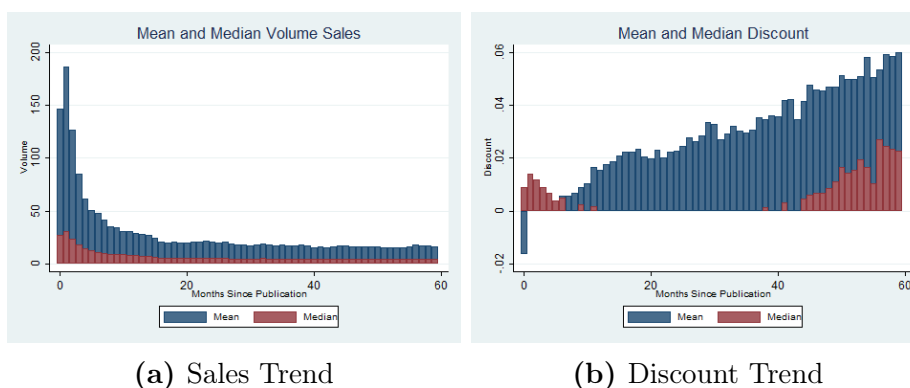 Mean and Median Volume Sales
Volume
200
150
100
50
0
0 20 40 60
Months Since Publication
Mean Median
(a) Sales Trend
Mean and Median Discount
Discount
.06
.04
.02
0
-.02
0 20 40 60
Months Since Publication
Mean Median
(b) Discount Trend